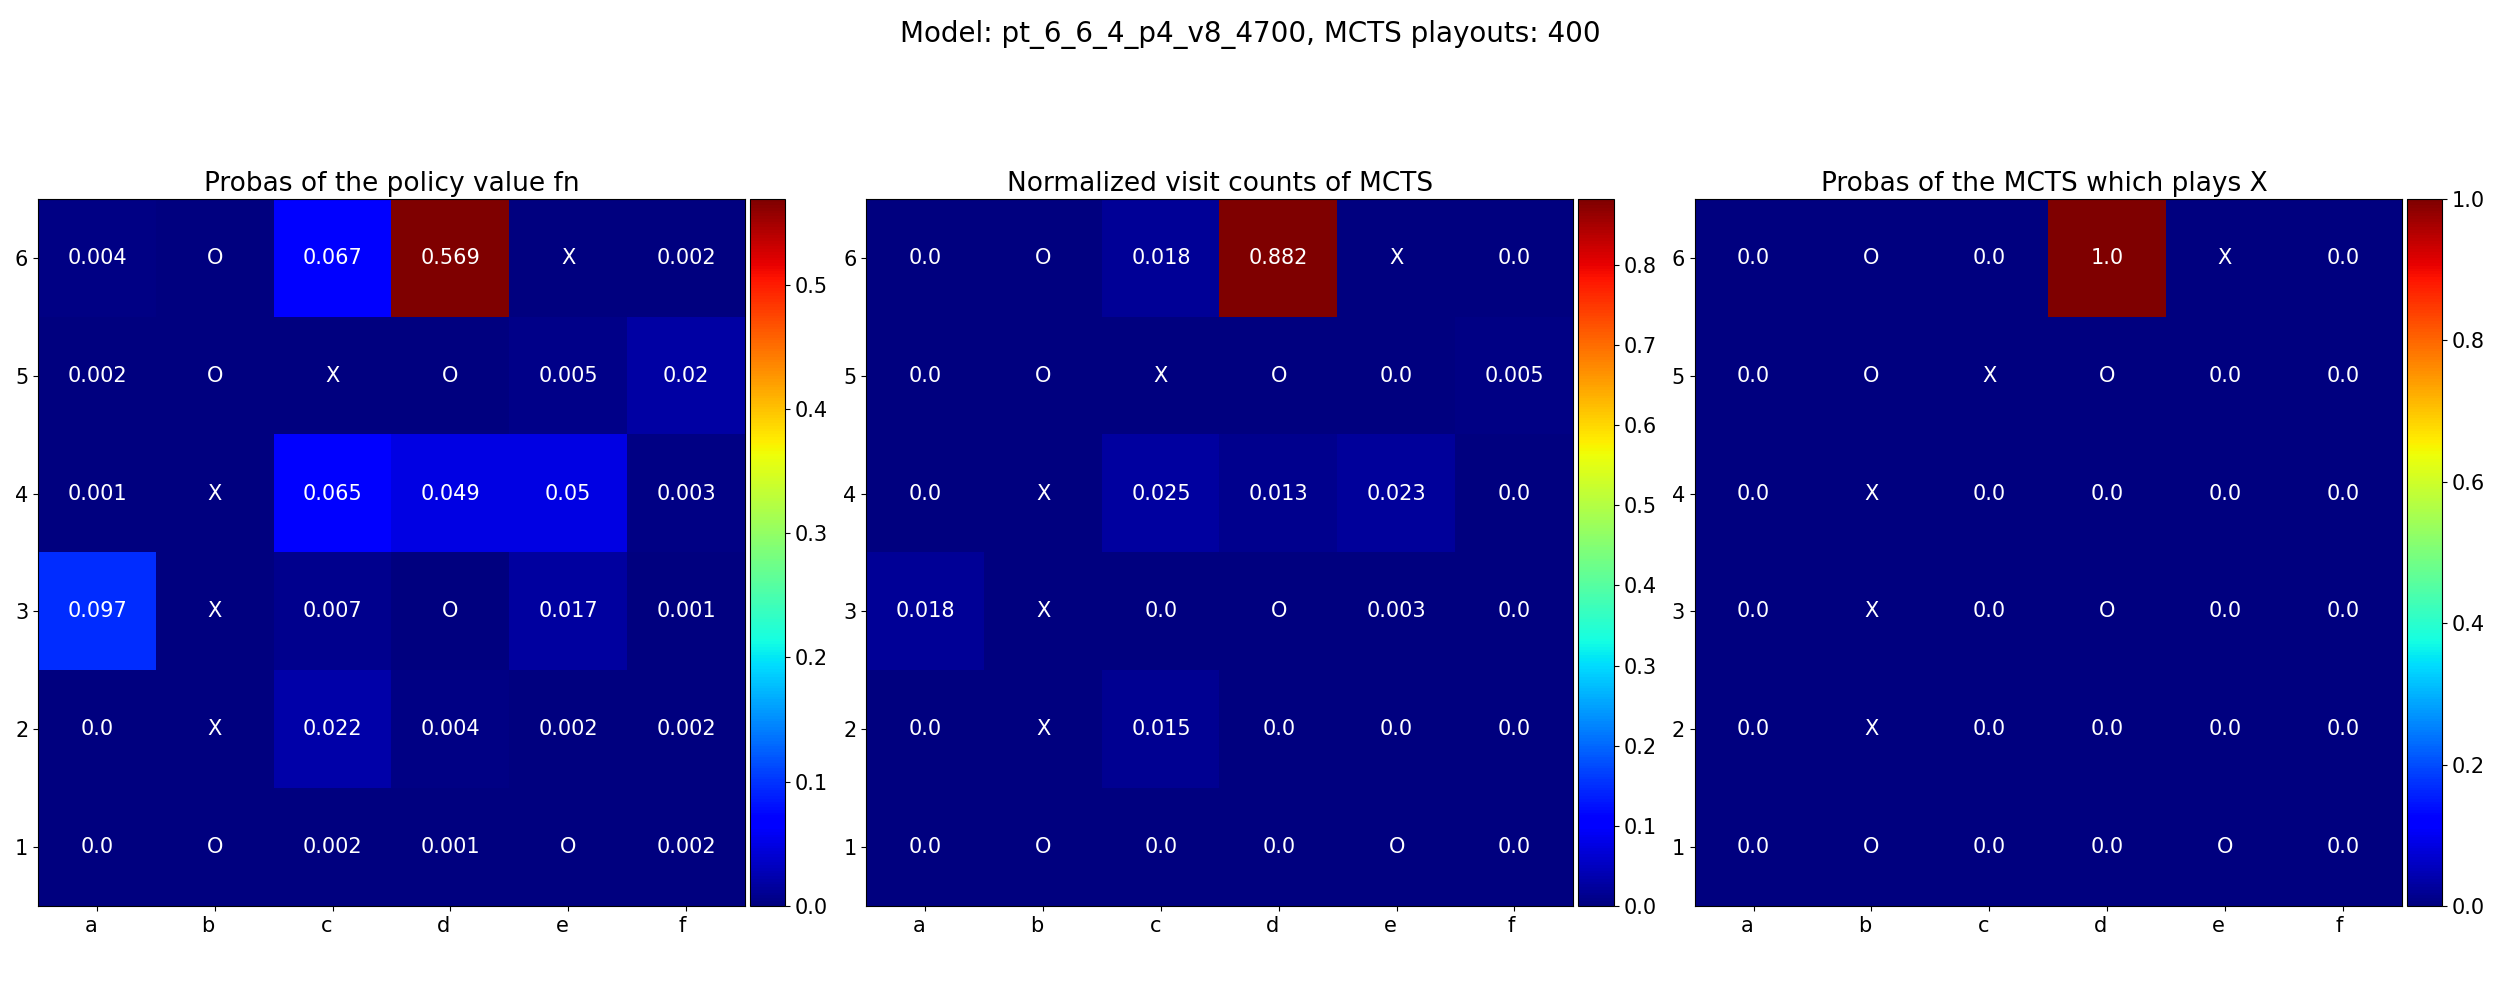 Model: pt_6_6_4_p4_v8_4700, MCTS playouts: 400
Probas of the policy value fn
6 0.004 O 0.067 0.569 X 0.002
5 0.002 O X O 0.005 0.02
4 0.001 X 0.065 0.049 0.05 0.003
3 0.097 X 0.007 O 0.017 0.001
2 0.0 X 0.022 0.004 0.002 0.002
1 0.0 O 0.002 0.001 O 0.002
a b c d e f
0.5
0.4
0.3
0.2
0.1
0.0
Normalized visit counts of MCTS
6 0.0 O 0.018 0.882 X 0.0
5 0.0 O X O 0.0 0.005
4 0.0 X 0.025 0.013 0.023 0.0
3 0.018 X 0.0 O 0.003 0.0
2 0.0 X 0.015 0.0 0.0 0.0
1 0.0 O 0.0 0.0 O 0.0
a b c d e f
0.8
0.7
0.6
0.5
0.4
0.3
0.2
0.1
0.0
Probas of the MCTS which plays X
6 0.0 O 0.0 1.0 X 0.0
5 0.0 O X O 0.0 0.0
4 0.0 X 0.0 0.0 0.0 0.0
3 0.0 X 0.0 O 0.0 0.0
2 0.0 X 0.0 0.0 0.0 0.0
1 0.0 O 0.0 0.0 O 0.0
a b c d e f
1.0
0.8
0.6
0.4
0.2
0.0